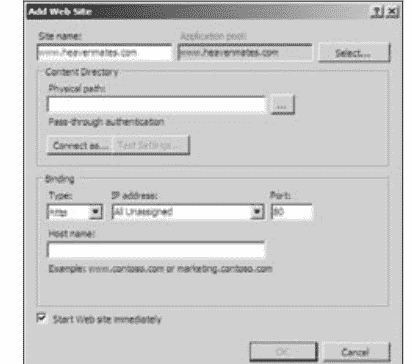 Add Web Site
Site name:
Application pool:
www.heavenmates.com
www.heavenmates.com
Select...
Content Directory
Physical path:
...
Pass-through authentication
Connect as...
Test Settings...
Binding
Type:
IP address:
Port:
http
All Unassigned
80
Host name:
Example: www.contoso.com or marketing.contoso.com
Start Web site immediately
OK
Cancel